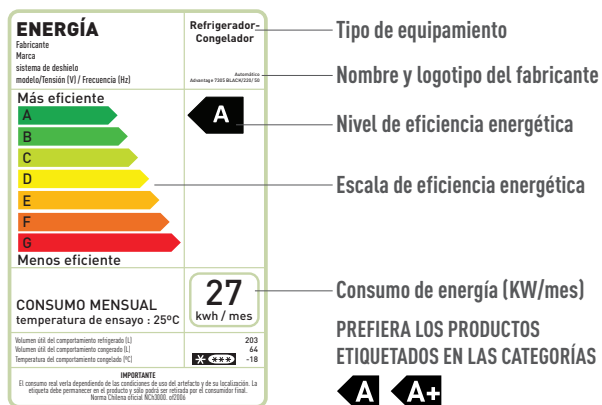 ENERGÍA
Fabricante
Marca
sistema de deshielo
modelo/Tensión (V) / Frecuencia (Hz)
Refrigerador-
Congelador
Automático
Advantage 7305 BLACK/220/ 50
Más eficiente
A
B
C
D
E
F
G
Menos eficiente
A
CONSUMO MENSUAL
temperatura de ensayo : 25ºC
27
kwh / mes
Volumen útil del comportamiento refrigerado (L) 203
Volumen útil del comportamiento congerado (L) 64
Temperatura del comportamiento congelado (ºC) -18
IMPORTANTE
El consumo real verla dependiendo de las condiciones de uso del artefacto y de su localización. La
etiqueta debe permanecer en el producto y sólo podrá ser retirada por el consumidor final.
Norma Chilena oficial NCh3000. of2006
Tipo de equipamiento
Nombre y logotipo del fabricante
Nivel de eficiencia energética
Escala de eficiencia energética
Consumo de energía (KW/mes)
PREFIERA LOS PRODUCTOS
ETIQUETADOS EN LAS CATEGORÍAS
A A+